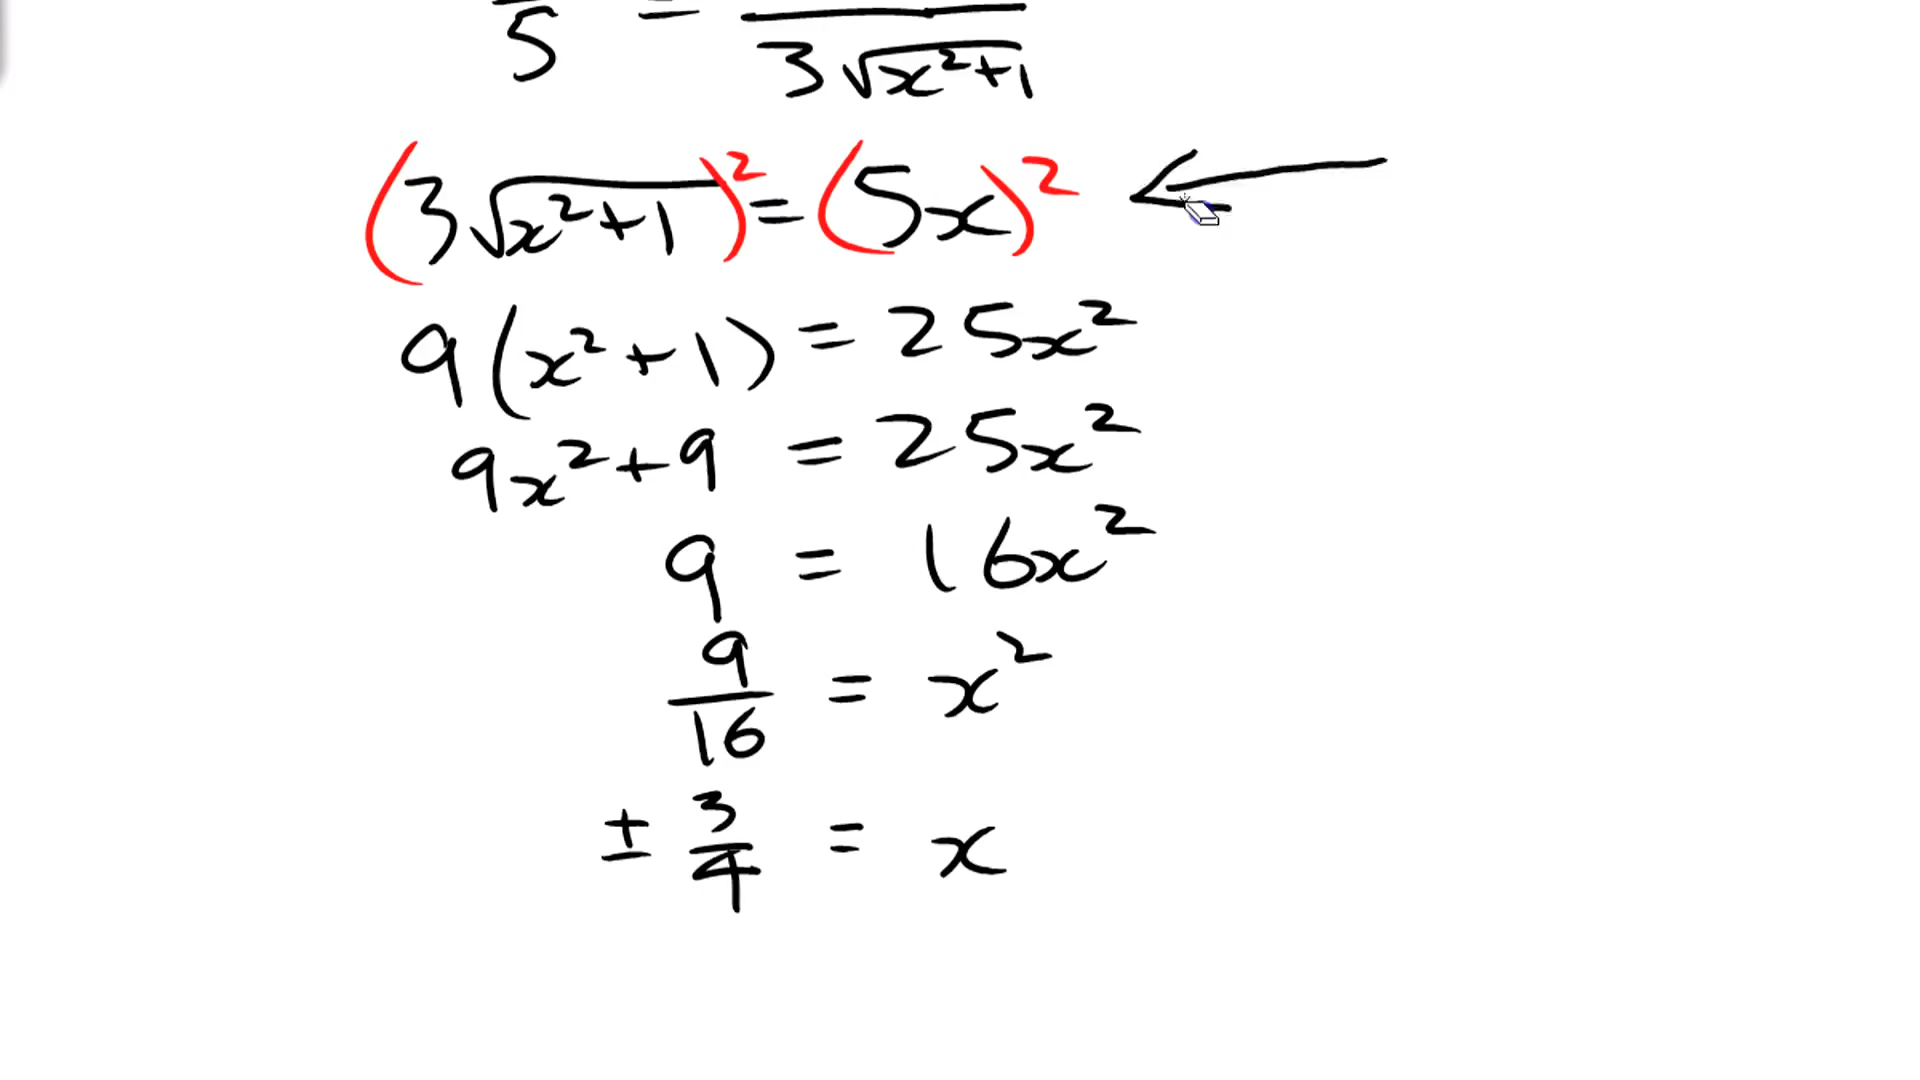 5 =
3√x²+1
(3√x²+1)² = (5x)²
9(x²+1) = 25x²
9x²+9 = 25x²
9 = 16x²
9/16 = x²
± 3/4 = x